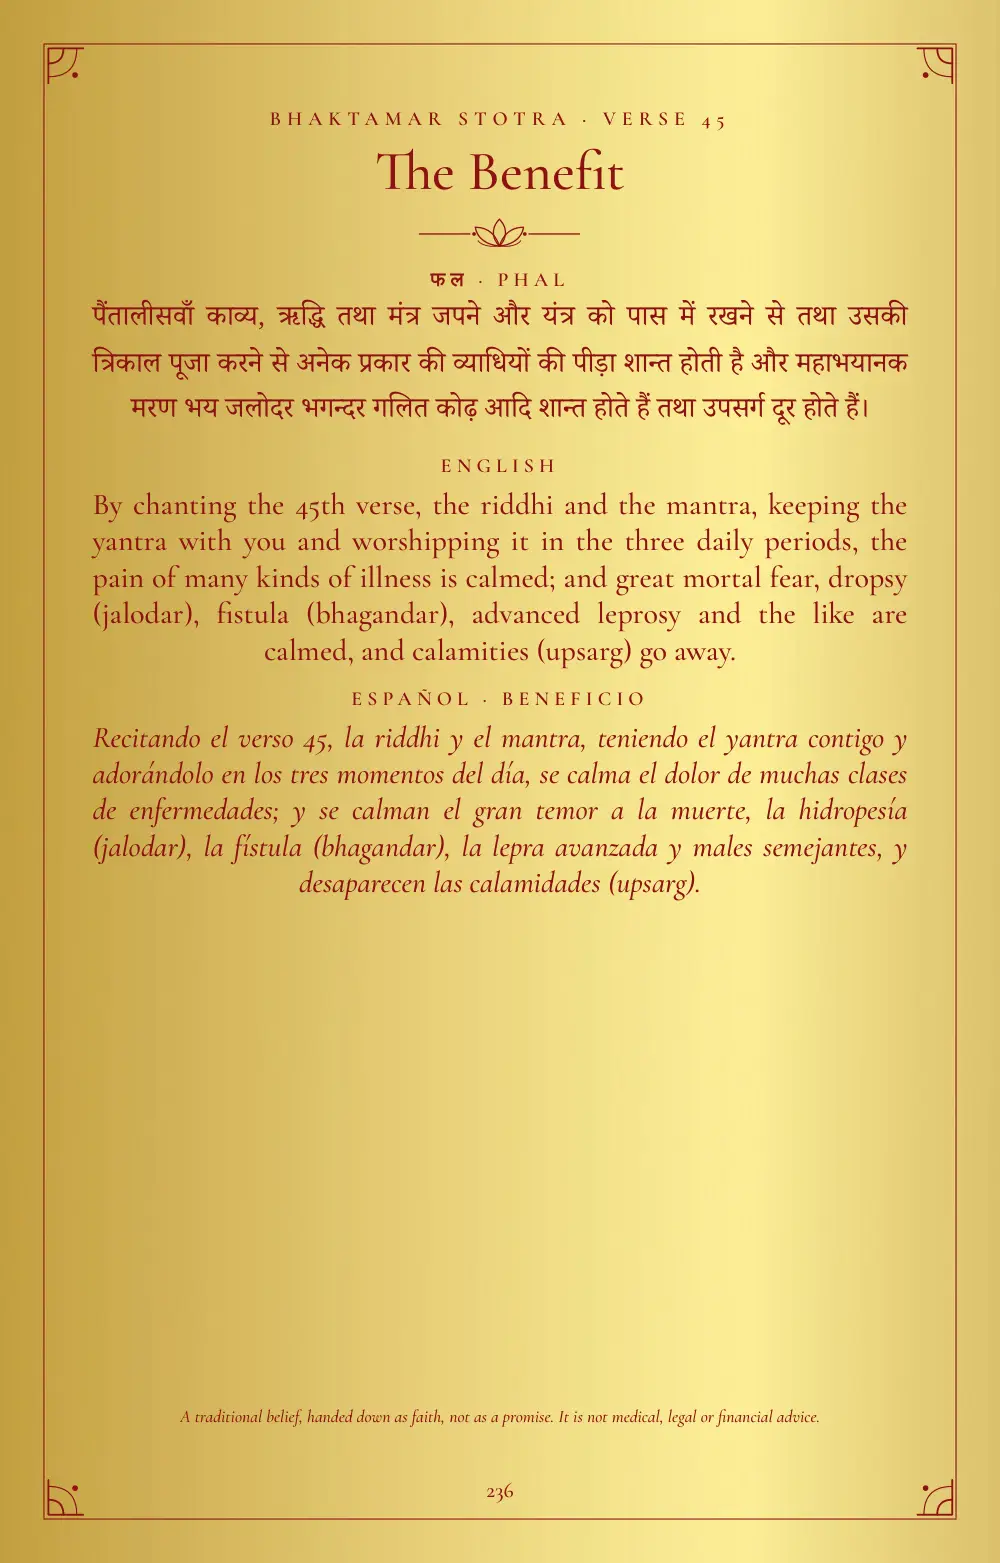 BHAKTAMAR STOTRA · VERSE 45
The Benefit
फल · PHAL
पैंतालीसवाँ काव्य, ऋद्धि तथा मंत्र जपने और यंत्र को पास में रखने से तथा उसकी
त्रिकाल पूजा करने से अनेक प्रकार की व्याधियों की पीड़ा शान्त होती है और महाभयानक
मरण भय जलोदर भगन्दर गलित कोढ़ आदि शान्त होते हैं तथा उपसर्ग दूर होते हैं।
ENGLISH
By chanting the 45th verse, the riddhi and the mantra, keeping the
yantra with you and worshipping it in the three daily periods, the
pain of many kinds of illness is calmed; and great mortal fear, dropsy
(jalodar), fistula (bhagandar), advanced leprosy and the like are
calmed, and calamities (upsarg) go away.
ESPAÑOL · BENEFICIO
Recitando el verso 45, la riddhi y el mantra, teniendo el yantra contigo y
adorándolo en los tres momentos del día, se calma el dolor de muchas clases
de enfermedades; y se calman el gran temor a la muerte, la hidropesía
(jalodar), la fístula (bhagandar), la lepra avanzada y males semejantes, y
desaparecen las calamidades (upsarg).
A traditional belief, handed down as faith, not as a promise. It is not medical, legal or financial advice.
236